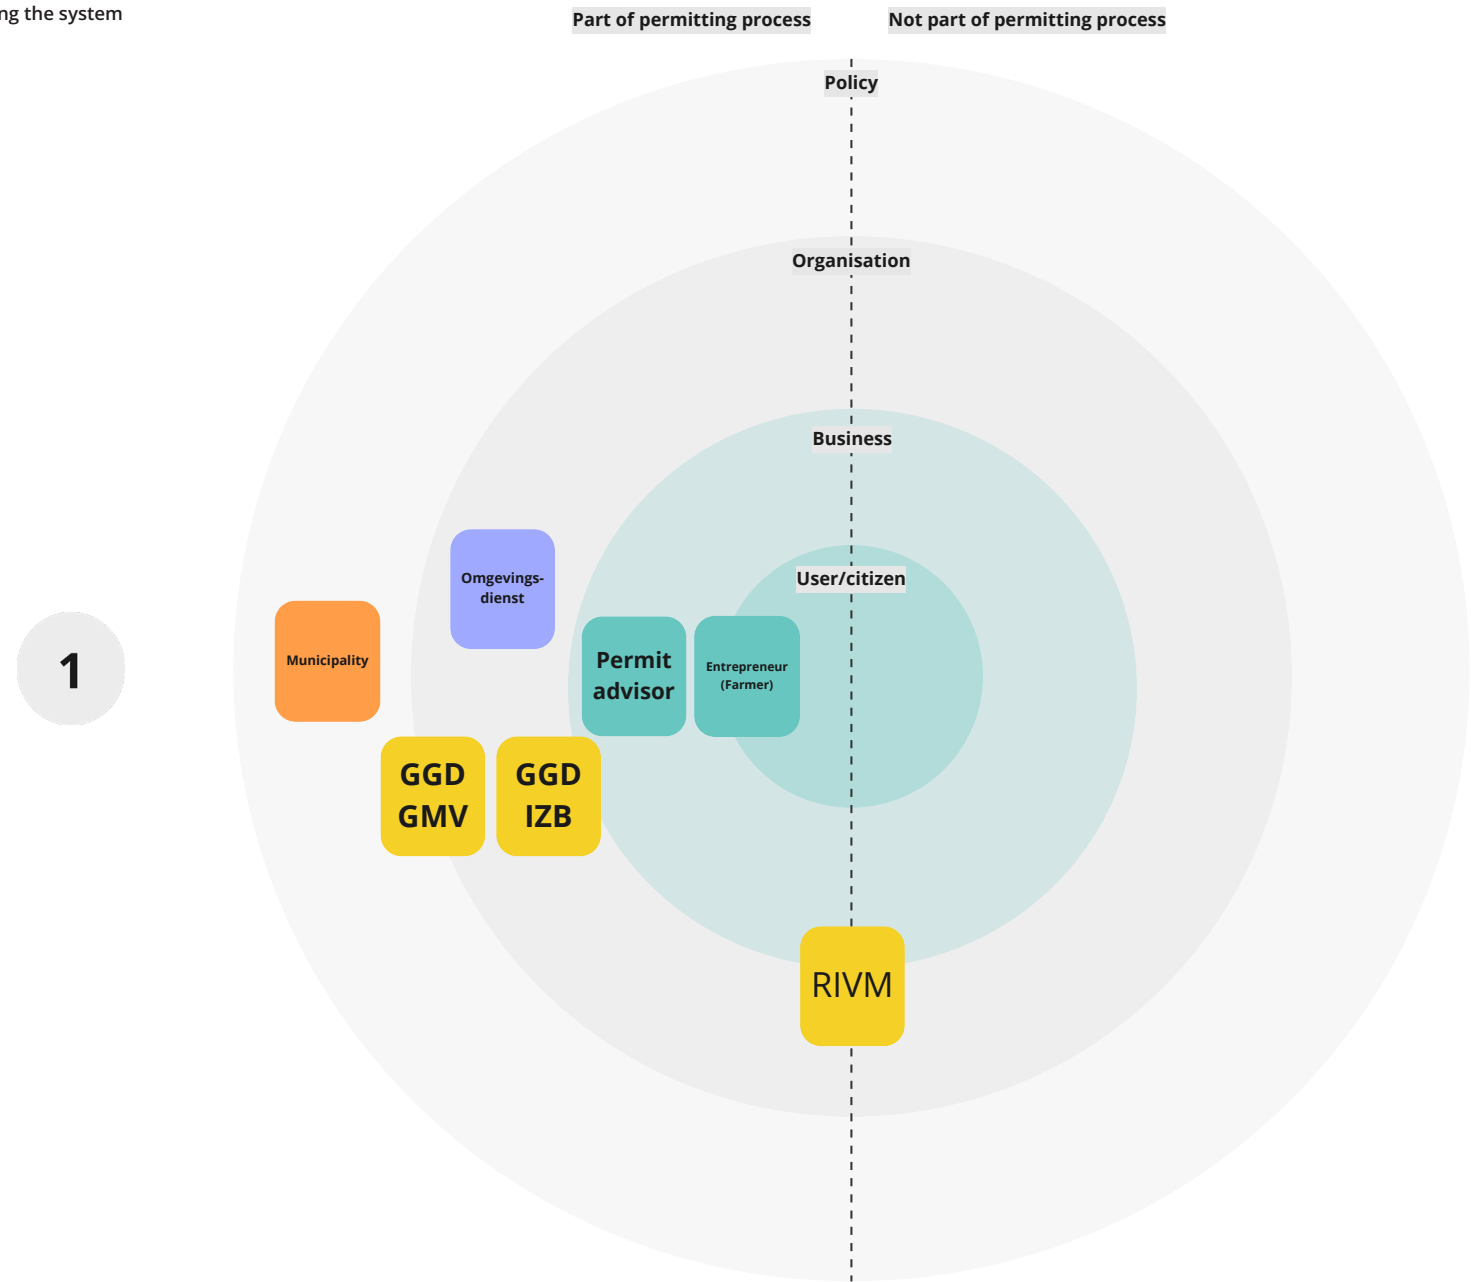 ng the system
Part of permitting process
Not part of permitting process
Policy
Organisation
Business
User/citizen
Omgevings-
dienst
Municipality
Permit
advisor
Entrepreneur
(Farmer)
1
GGD
GMV
GGD
IZB
RIVM